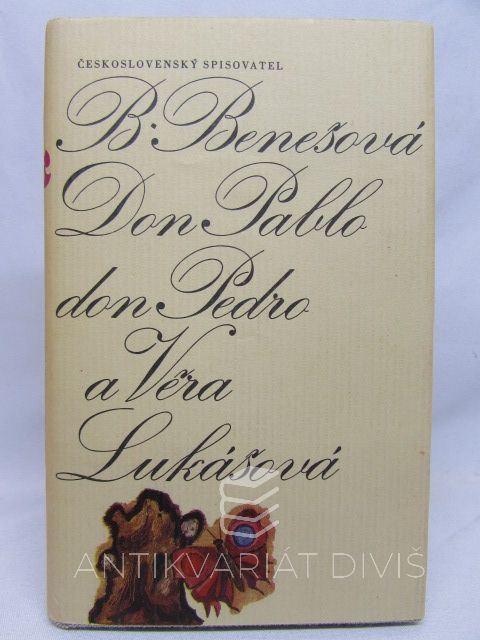 ČESKOSLOVENSKÝ SPISOVATEL
B. Benešová
Don Pablo
don Pedro
a Věra
Lukášová
ANTIKVARIÁT DIVIŠ